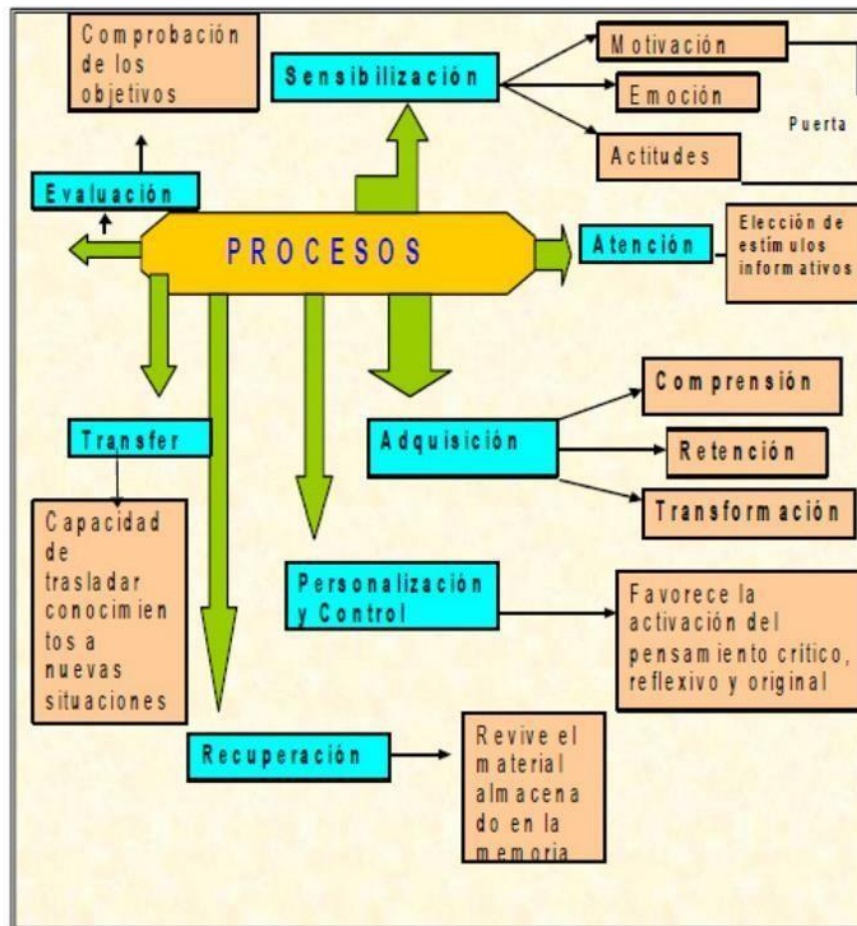 Comprobación
de los
objetivos
Sensibilización
Motivación
Emoción
Actitudes
Puerta
Evaluación
PROCESOS
Atención
Elección de
estímulos
informativos
Comprensión
Transfer
Adquisición
Retención
Transformación
Capacidad
de
trasladar
conocimien
tos a
nuevas
situaciones
Personalización
y Control
Favorece la
activación del
pensamiento crítico,
reflexivo y original
Recuperación
Revive el
material
almacena
do en la
memoria